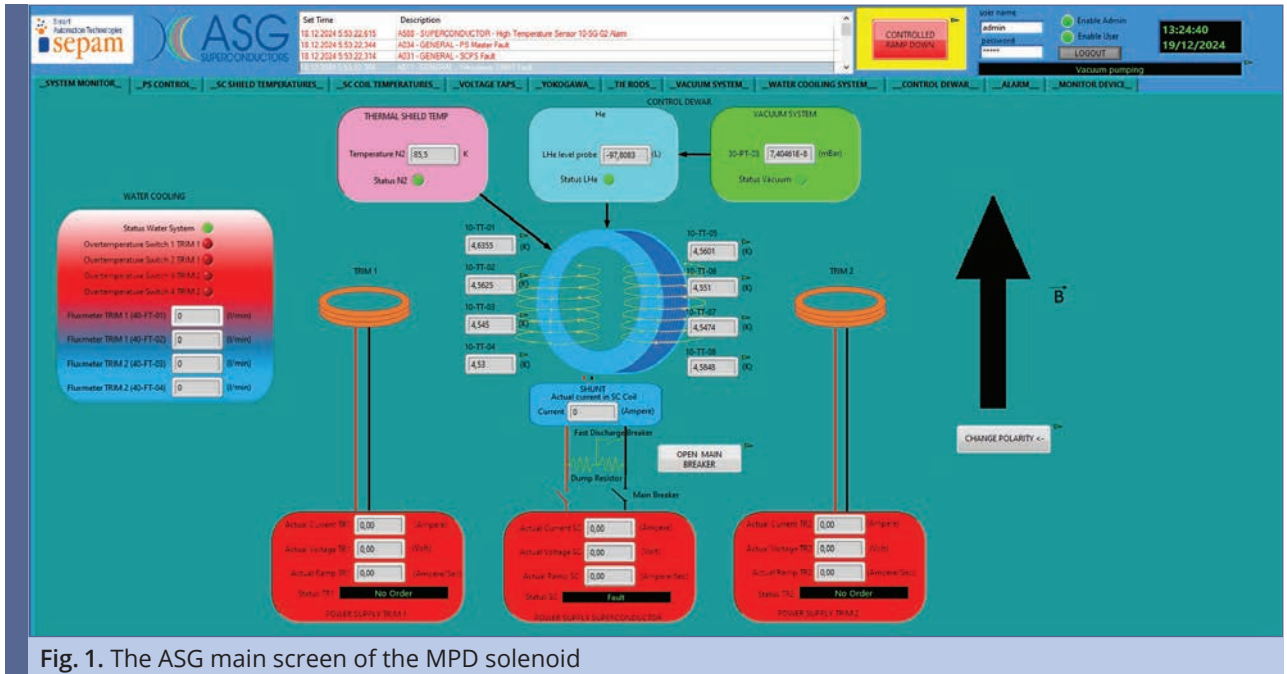 Smart
Automation Technologies
sepam
ASG
SUPERCONDUCTORS
Set Time Description
18.12.2024 5:53:22,615 A588 - SUPERCONDUCTOR - High Temperature Sensor 10-SG-02 Alarm
18.12.2024 5:53:22,344 A034 - GENERAL - PS Master Fault
18.12.2024 5:53:22,344 A031 - GENERAL - SCPS Fault
CONTROLLED
RAMP DOWN
user name
admin
password
*****
Enable Admin
Enable User
LOGOUT
13:24:40
19/12/2024
Vacuum pumping
_SYSTEM MONITOR_ _PS CONTROL_ _SC SHIELD TEMPERATURES_ _SC COIL TEMPERATURES_ _VOLTAGE TAPS_ _YOKOGAWA_ _TIE RODS_ _VACUUM SYSTEM_ _WATER COOLING SYSTEM_ _CONTROL DEWAR_ _ALARM_ _MONITOR DEVICE_
CONTROL DEWAR
THERMAL SHIELD TEMP
Temperature N2 85,5 K
Status N2
He
LHe level probe -97,8083 (L)
Status LHe
VACUUM SYSTEM
30-PT-03 7,40461E-8 (mBar)
Status Vacuum
WATER COOLING
Status Water System
Overtemperature Switch 1 TRIM 1
Overtemperature Switch 2 TRIM 1
Overtemperature Switch 3 TRIM 2
Overtemperature Switch 4 TRIM 2
Fluxmeter TRIM 1 (40-FT-01) 0 (l/min)
Fluxmeter TRIM 1 (40-FT-02) 0 (l/min)
Fluxmeter TRIM 2 (40-FT-03) 0 (l/min)
Fluxmeter TRIM 2 (40-FT-04) 0 (l/min)
TRIM 1
10-TT-01
4,6355 (K)
10-TT-02
4,5625 (K)
10-TT-03
4,545 (K)
10-TT-04
4,53 (K)
10-TT-05
4,5601 (K)
10-TT-06
4,551 (K)
10-TT-07
4,5474 (K)
10-TT-08
4,5848 (K)
TRIM 2
B
CHANGE POLARITY <-
SHUNT
Actual current in SC Coil
Current 0 (Ampere)
Fast Discharge Breaker
Dump Resistor
OPEN MAIN
BREAKER
Main Breaker
Actual Current TR1 0,00 (Ampere)
Actual Voltage TR1 0,00 (Volt)
Actual Ramp TR1 0,00 (Ampere/Sec)
Status TR1 No Order
POWER SUPPLY TRIM 1
Actual Current SC 0,00 (Ampere)
Actual Voltage SC 0,00 (Volt)
Actual Ramp SC 0,00 (Ampere/Sec)
Status SC Fault
POWER SUPPLY SUPERCONDUCTOR
Actual Current TR2 0,00 (Ampere)
Actual Voltage TR2 0,00 (Volt)
Actual Ramp TR2 0,00 (Ampere/Sec)
Status TR2 No Order
POWER SUPPLY TRIM 2
Fig. 1. The ASG main screen of the MPD solenoid